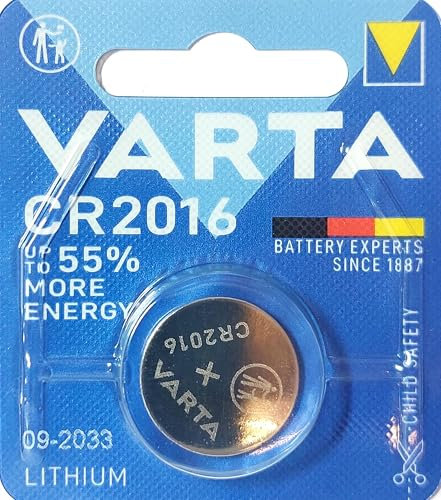 VARTA
CR2016
UP TO 55%
MORE
ENERGY
BATTERY EXPERTS
SINCE 1887
CR2016
+
VARTA
CHILD SAFETY
09-2033
LITHIUM